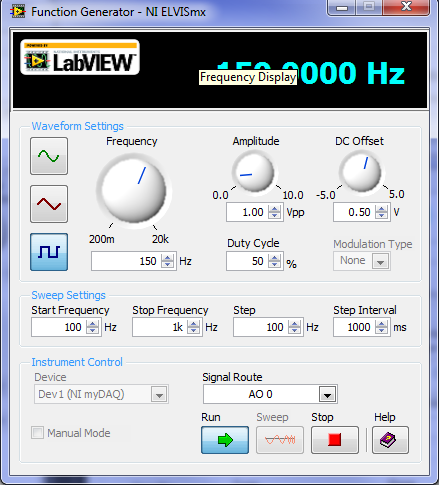 Function Generator - NI ELVISmx
POWERED BY
LabVIEW™
Frequency Display
0000 Hz
Waveform Settings
Frequency Amplitude DC Offset
0.0 10.0 -5.0 5.0
200m 20k
1.00 Vpp 0.50 V
Duty Cycle Modulation Type
150 Hz 50 % None
Sweep Settings
Start Frequency Stop Frequency Step Step Interval
100 Hz 1k Hz 100 Hz 1000 ms
Instrument Control
Device Signal Route
Dev1 (NI myDAQ) AO 0
Run Sweep Stop Help
Manual Mode